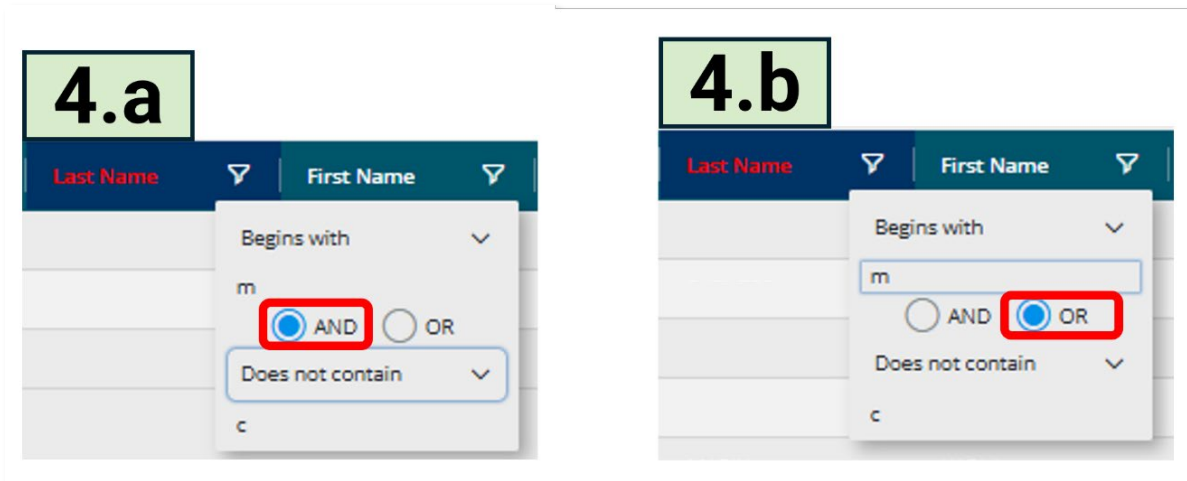 4.a
Last Name First Name
Begins with
m
AND OR
Does not contain
c
4.b
Last Name First Name
Begins with
m
AND OR
Does not contain
c